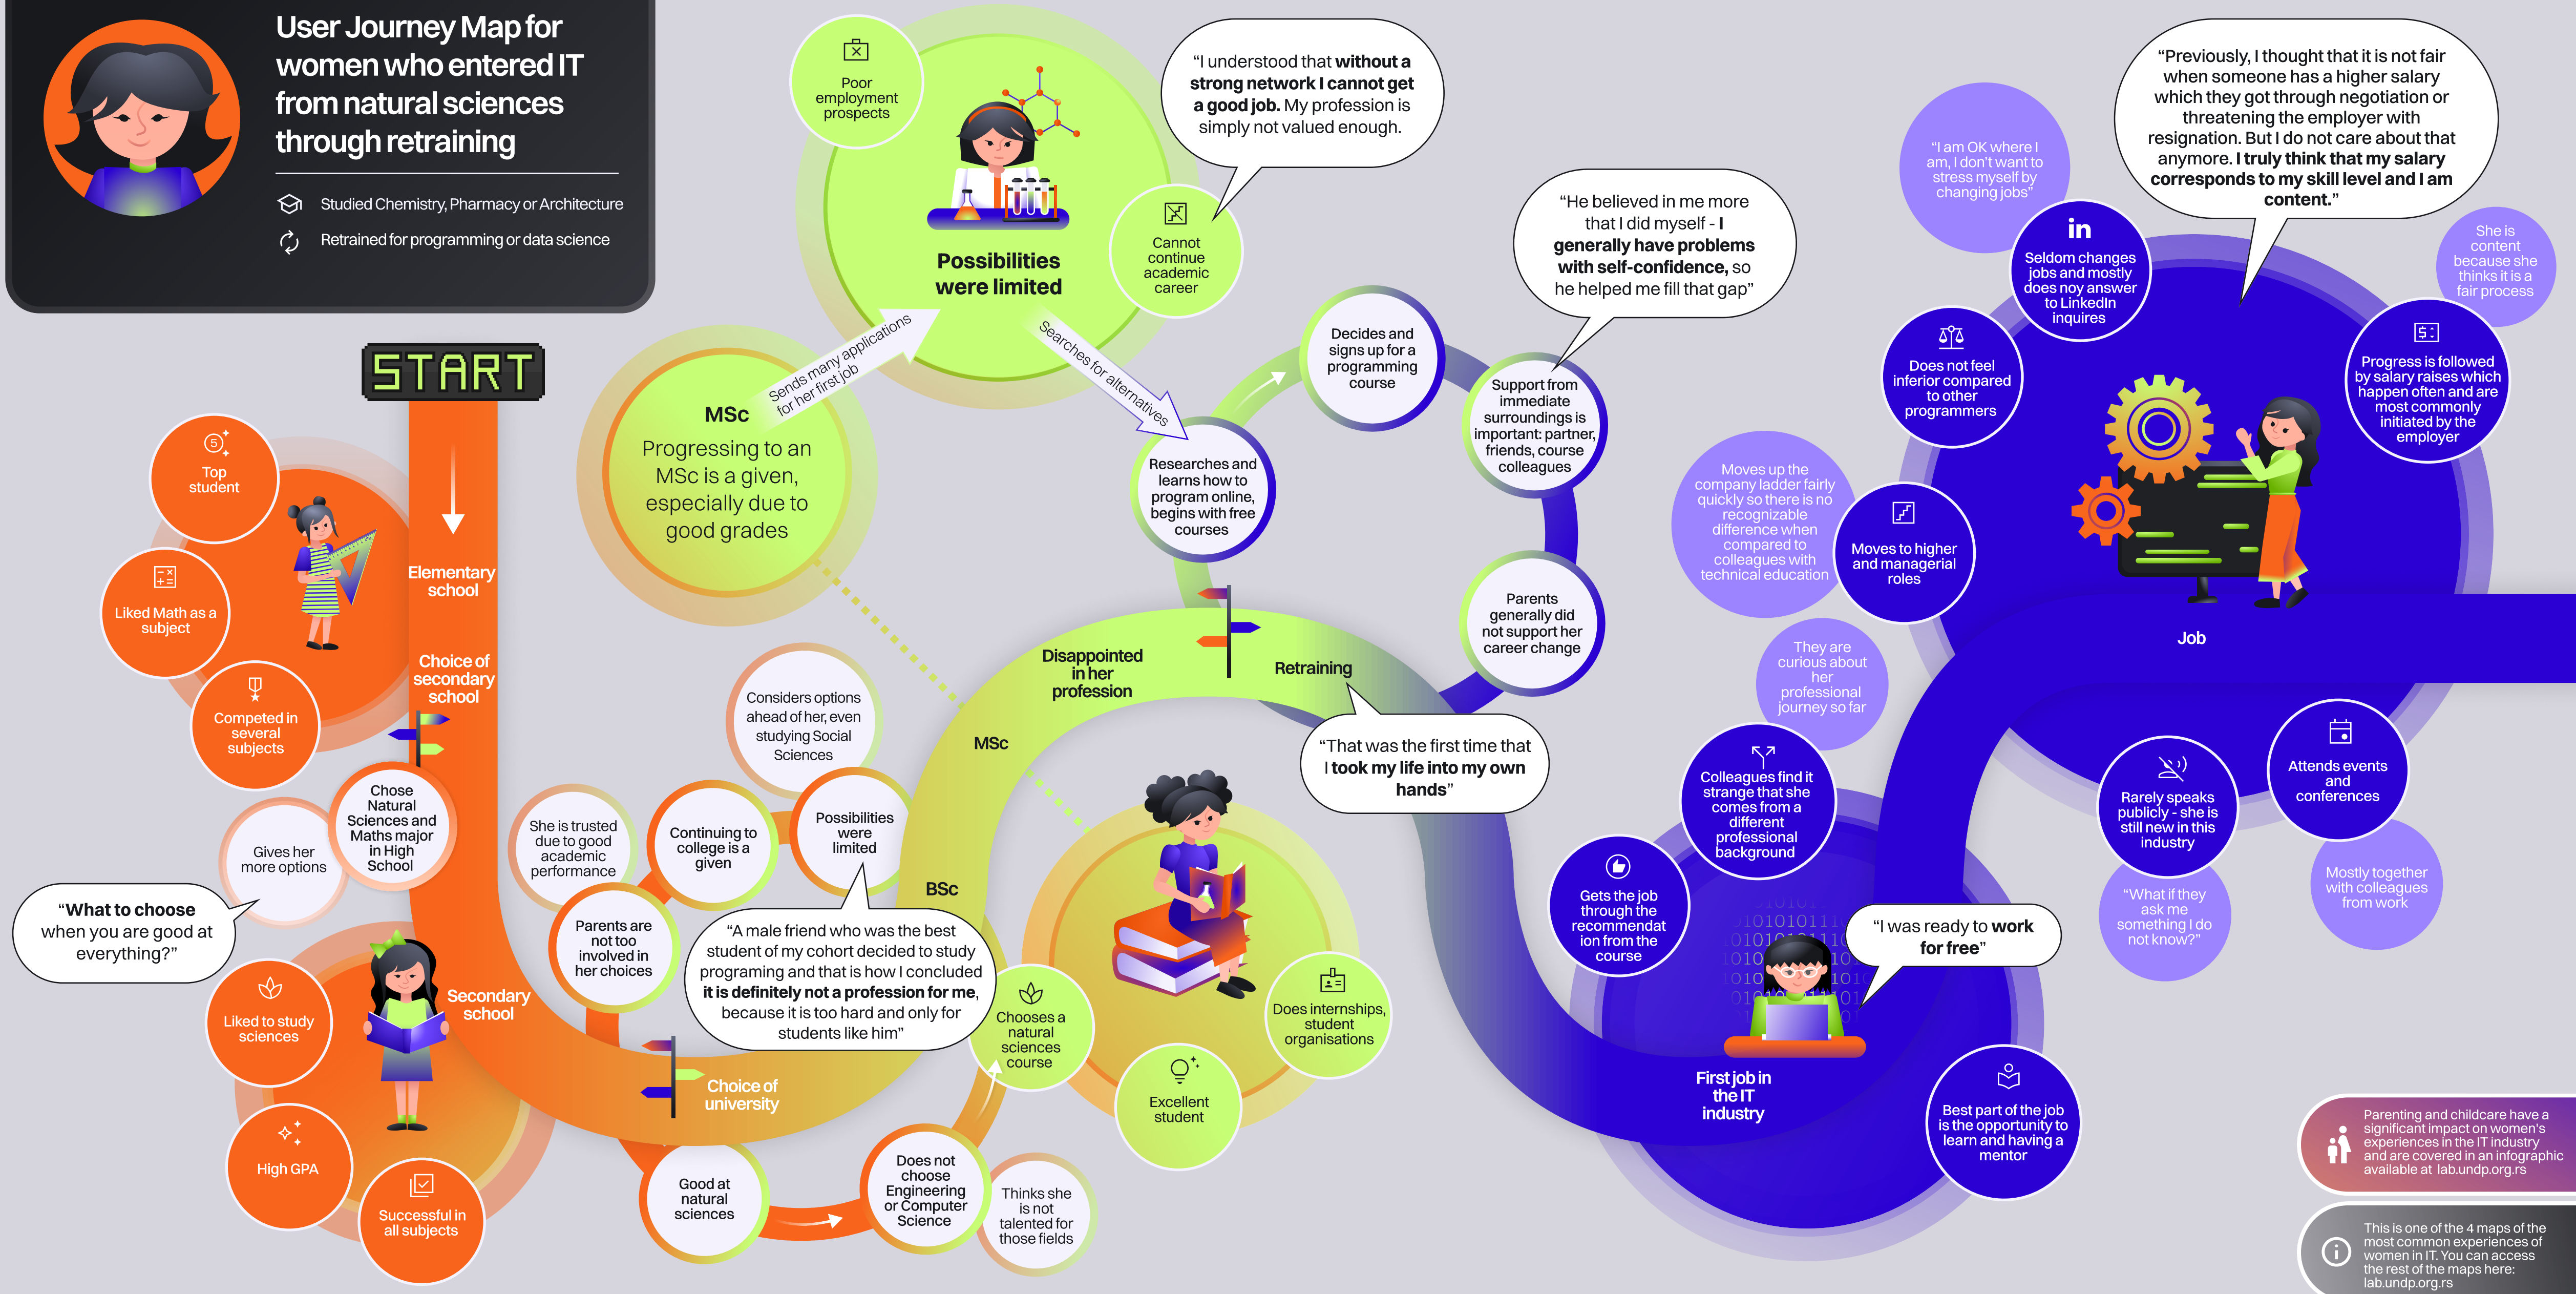 User Journey Map for
women who entered IT
from natural sciences
through retraining
Studied Chemistry, Pharmacy or Architecture
Retrained for programming or data science
START
Elementary
school
5
Top
student
Liked Math as a
subject
Competed in
several
subjects
Choice of
secondary
school
Chose
Natural
Sciences and
Maths major
in High
School
Gives her
more options
“What to choose
when you are good at
everything?”
Secondary
school
Liked to study
sciences
High GPA
Successful in
all subjects
Choice of
university
Parents are
not too
involved in
her choices
She is trusted
due to good
academic
performance
Continuing to
college is a
given
Possibilities
were
limited
Considers options
ahead of her, even
studying Social
Sciences
“A male friend who was the best
student of my cohort decided to study
programing and that is how I concluded
it is definitely not a profession for me,
because it is too hard and only for
students like him”
Good at
natural
sciences
Does not
choose
Engineering
or Computer
Science
Thinks she
is not
talented for
those fields
Chooses a
natural
sciences
course
BSc
Excellent
student
Does internships,
student
organisations
MSc
MSc
Progressing to an
MSc is a given,
especially due to
good grades
Sends many applications
for her first job
Possibilities
were limited
Poor
employment
prospects
Cannot
continue
academic
career
“I understood that without a
strong network I cannot get
a good job. My profession is
simply not valued enough.
Searches for alternatives
Disappointed
in her
profession
Retraining
“That was the first time that
I took my life into my own
hands”
Researches and
learns how to
program online,
begins with free
courses
Decides and
signs up for a
programming
course
Support from
immediate
surroundings is
important: partner,
friends, course
colleagues
“He believed in me more
that I did myself - I
generally have problems
with self-confidence, so
he helped me fill that gap”
Parents
generally did
not support her
career change
First job in
the IT
industry
Gets the job
through the
recommendat
ion from the
course
Colleagues find it
strange that she
comes from a
different
professional
background
They are
curious about
her
professional
journey so far
“I was ready to work
for free”
Best part of the job
is the opportunity to
learn and having a
mentor
Job
Moves to higher
and managerial
roles
Moves up the
company ladder fairly
quickly so there is no
recognizable
difference when
compared to
colleagues with
technical education
Does not feel
inferior compared
to other
programmers
in
Seldom changes
jobs and mostly
does noy answer
to LinkedIn
inquires
“I am OK where I
am, I don't want to
stress myself by
changing jobs”
“Previously, I thought that it is not fair
when someone has a higher salary
which they got through negotiation or
threatening the employer with
resignation. But I do not care about that
anymore. I truly think that my salary
corresponds to my skill level and I am
content.”
She is
content
because she
thinks it is a
fair process
Progress is followed
by salary raises which
happen often and are
most commonly
initiated by the
employer
Rarely speaks
publicly - she is
still new in this
industry
“What if they
ask me
something I do
not know?”
Attends events
and
conferences
Mostly together
with colleagues
from work
Parenting and childcare have a
significant impact on women's
experiences in the IT industry
and are covered in an infographic
available at lab.undp.org.rs
This is one of the 4 maps of the
most common experiences of
women in IT. You can access
the rest of the maps here:
lab.undp.org.rs